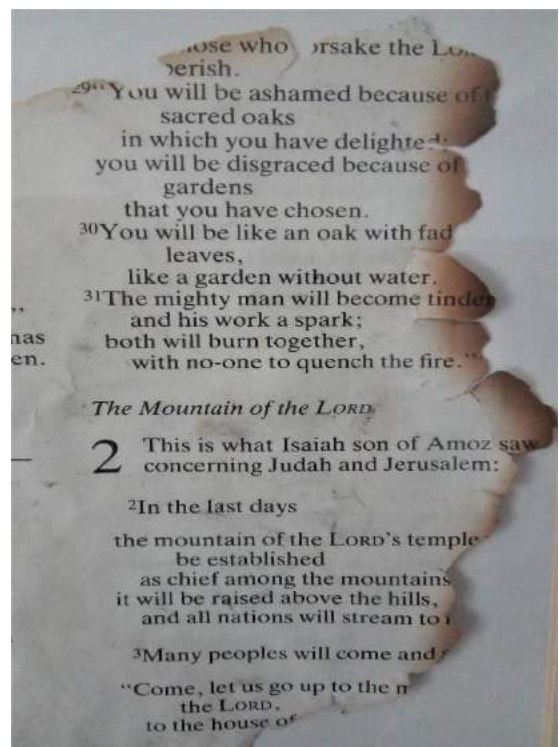 who the
29“You will be ashamed because of
sacred oaks
in which you have delighted;
you will be disgraced because of
gardens
that you have chosen.
30You will be like an oak with fad
leaves,
like a garden without water.
31The mighty man will become tinder
and his work a spark;
both will burn together,
with no-one to quench the fire.”
The Mountain of the LORD
2 This is what Isaiah son of Amoz saw
concerning Judah and Jerusalem:
2In the last days
the mountain of the LORD’s temple
be established
as chief among the mountains
it will be raised above the hills,
and all nations will stream to
3Many peoples will come and
“Come, let us go up to the
the LORD,
to the house of